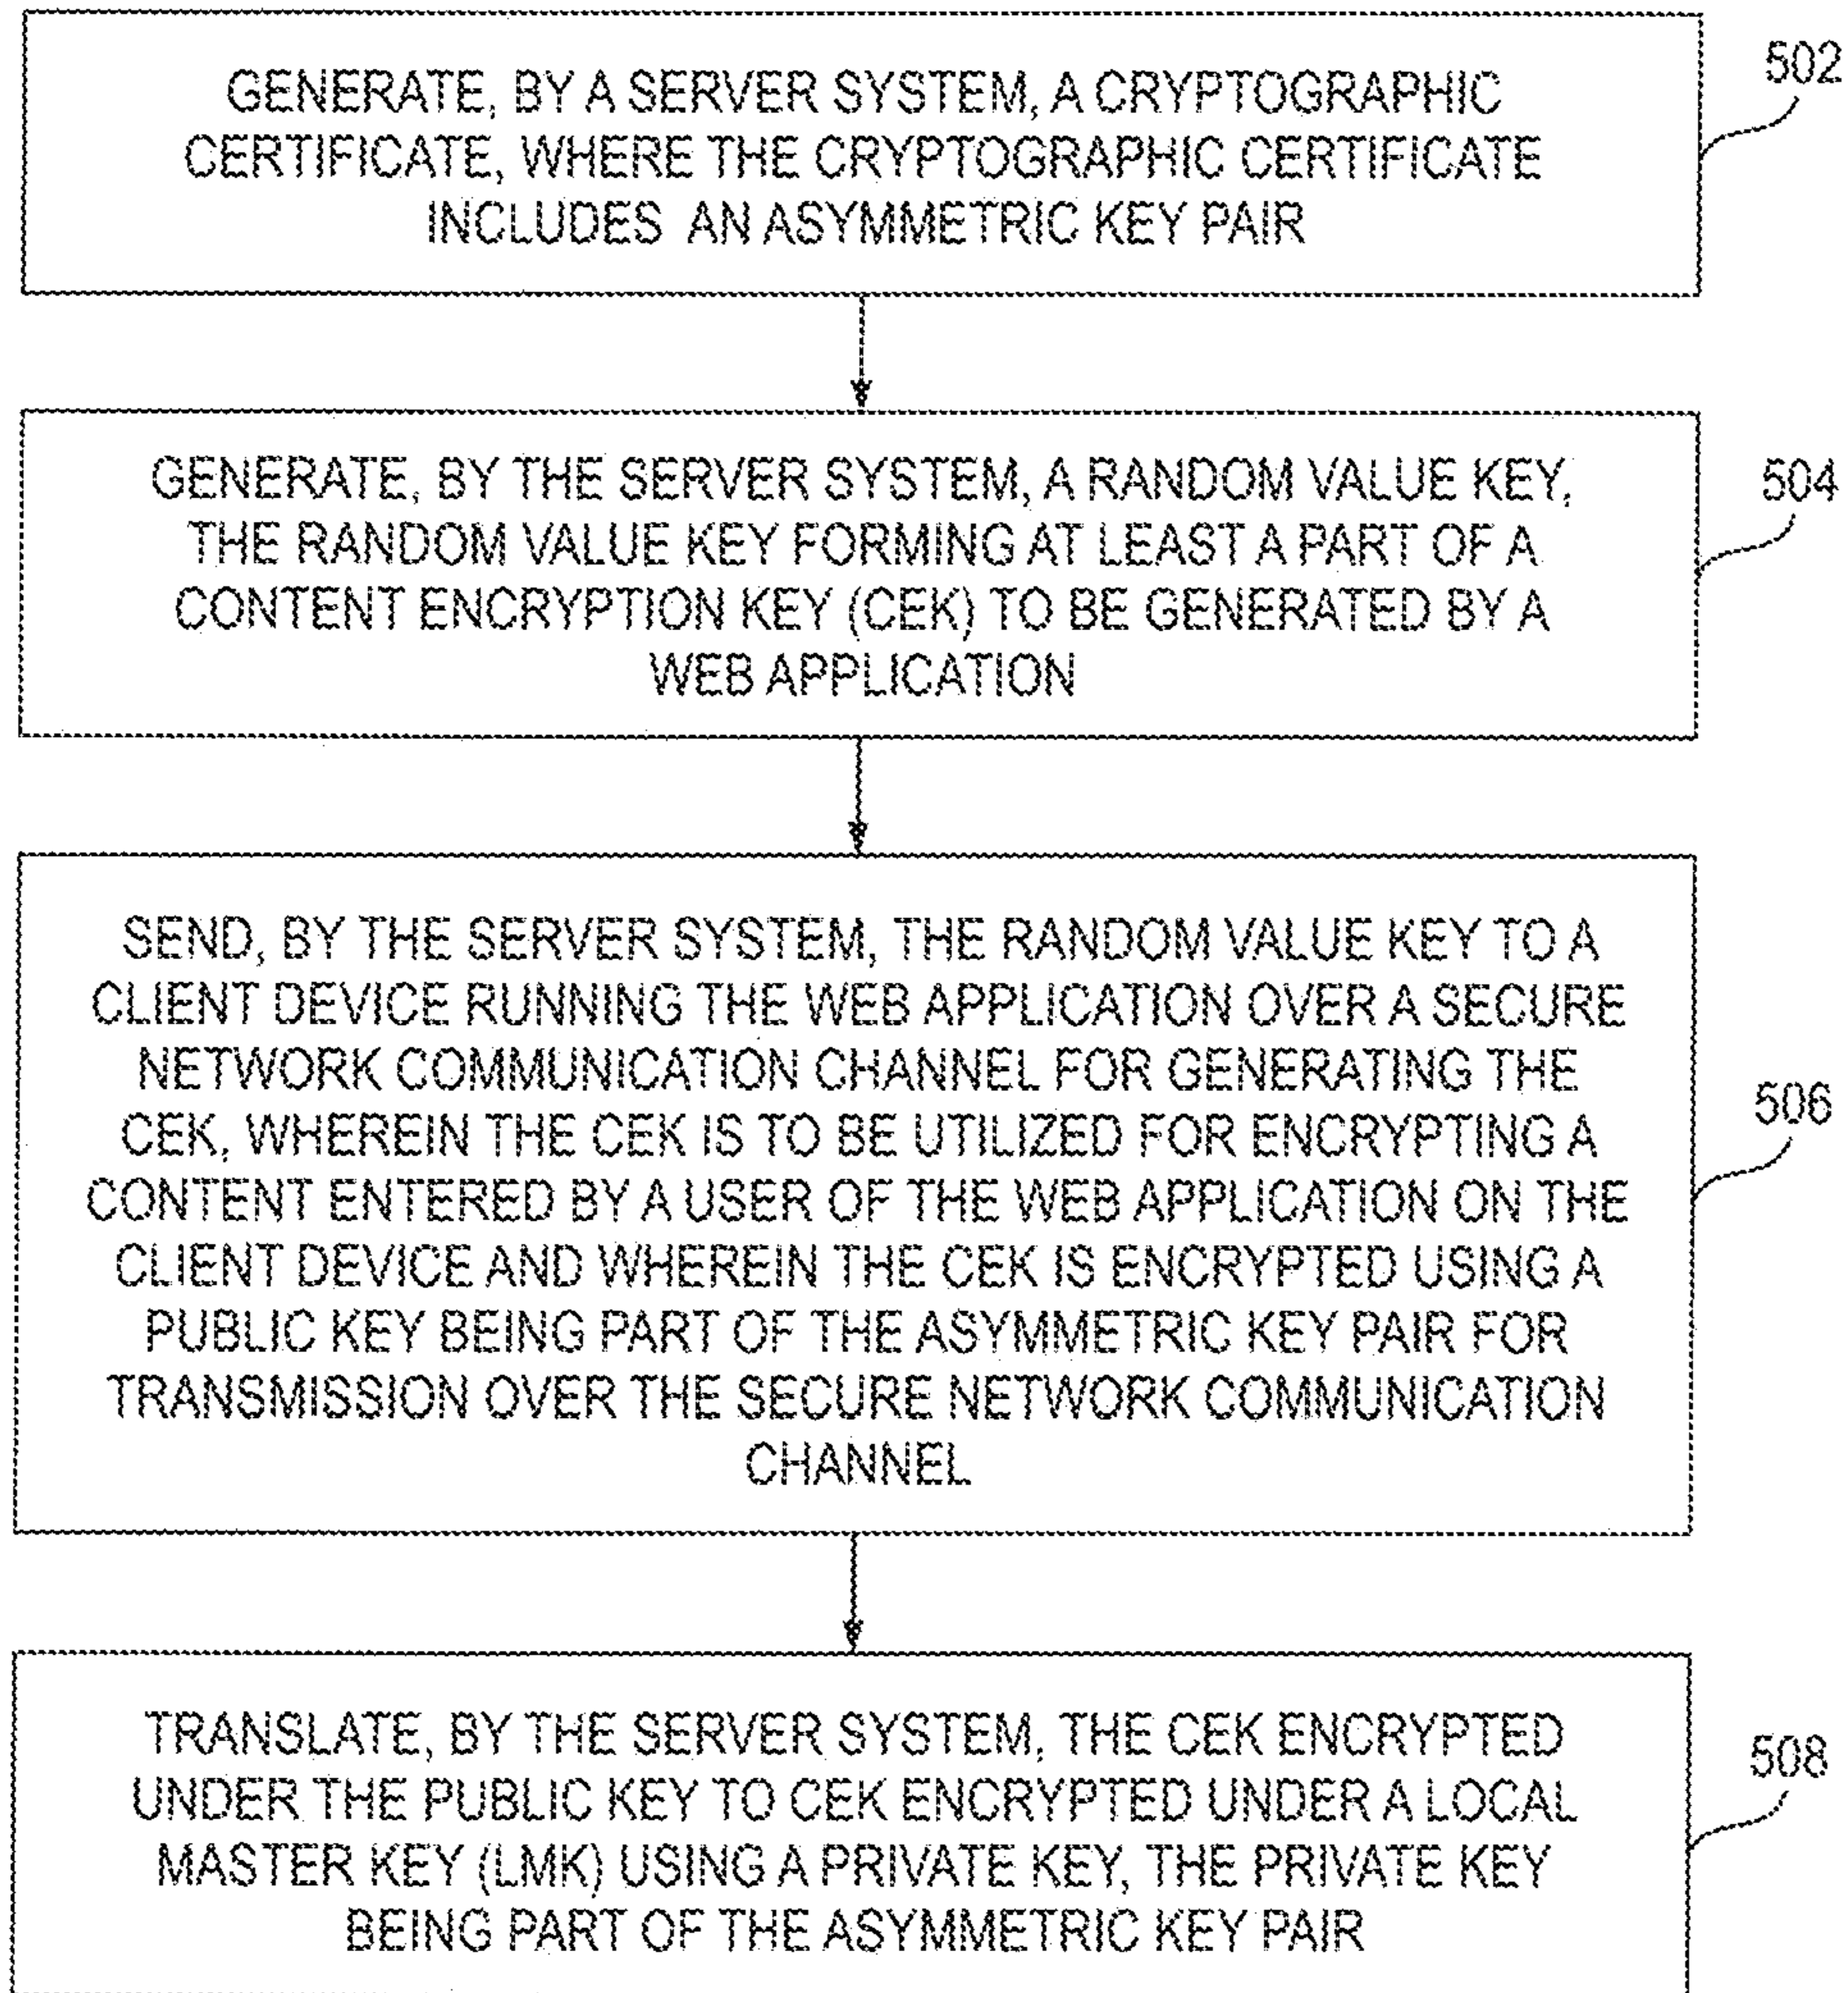 GENERATE, BY A SERVER SYSTEM, A CRYPTOGRAPHIC
CERTIFICATE, WHERE THE CRYPTOGRAPHIC CERTIFICATE
INCLUDES AN ASYMMETRIC KEY PAIR
502
GENERATE, BY THE SERVER SYSTEM, A RANDOM VALUE KEY,
THE RANDOM VALUE KEY FORMING AT LEAST A PART OF A
CONTENT ENCRYPTION KEY (CEK) TO BE GENERATED BY A
WEB APPLICATION
504
SEND, BY THE SERVER SYSTEM, THE RANDOM VALUE KEY TO A
CLIENT DEVICE RUNNING THE WEB APPLICATION OVER A SECURE
NETWORK COMMUNICATION CHANNEL FOR GENERATING THE
CEK, WHEREIN THE CEK IS TO BE UTILIZED FOR ENCRYPTING A
CONTENT ENTERED BY A USER OF THE WEB APPLICATION ON THE
CLIENT DEVICE AND WHEREIN THE CEK IS ENCRYPTED USING A
PUBLIC KEY BEING PART OF THE ASYMMETRIC KEY PAIR FOR
TRANSMISSION OVER THE SECURE NETWORK COMMUNICATION
CHANNEL
506
TRANSLATE, BY THE SERVER SYSTEM, THE CEK ENCRYPTED
UNDER THE PUBLIC KEY TO CEK ENCRYPTED UNDER A LOCAL
MASTER KEY (LMK) USING A PRIVATE KEY, THE PRIVATE KEY
BEING PART OF THE ASYMMETRIC KEY PAIR
508